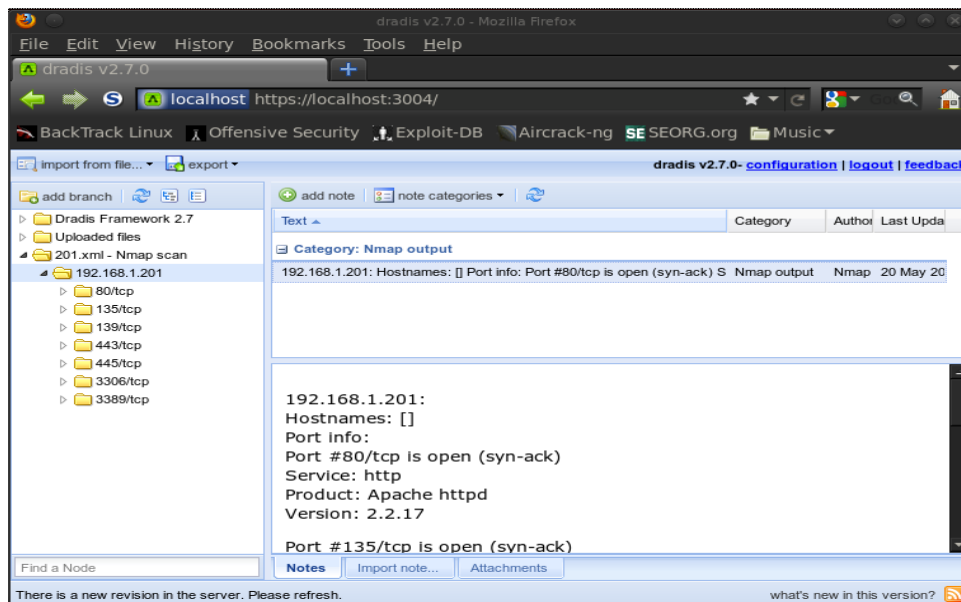 dradis v2.7.0 - Mozilla Firefox
File Edit View History Bookmarks Tools Help
dradis v2.7.0
localhost https://localhost:3004/
BackTrack Linux Offensive Security Exploit-DB Aircrack-ng SE SEORG.org Music
import from file... export dradis v2.7.0- configuration | logout | feedback
add branch
Dradis Framework 2.7
Uploaded files
201.xml - Nmap scan
192.168.1.201
80/tcp
135/tcp
139/tcp
443/tcp
445/tcp
3306/tcp
3389/tcp
Find a Node
add note note categories
Text Category Author Last Upda
Category: Nmap output
192.168.1.201: Hostnames: [] Port info: Port #80/tcp is open (syn-ack) S Nmap output Nmap 20 May 20
192.168.1.201:
Hostnames: []
Port info:
Port #80/tcp is open (syn-ack)
Service: http
Product: Apache httpd
Version: 2.2.17
Port #135/tcp is open (syn-ack)
Notes Import note... Attachments
There is a new revision in the server. Please refresh. what's new in this version?